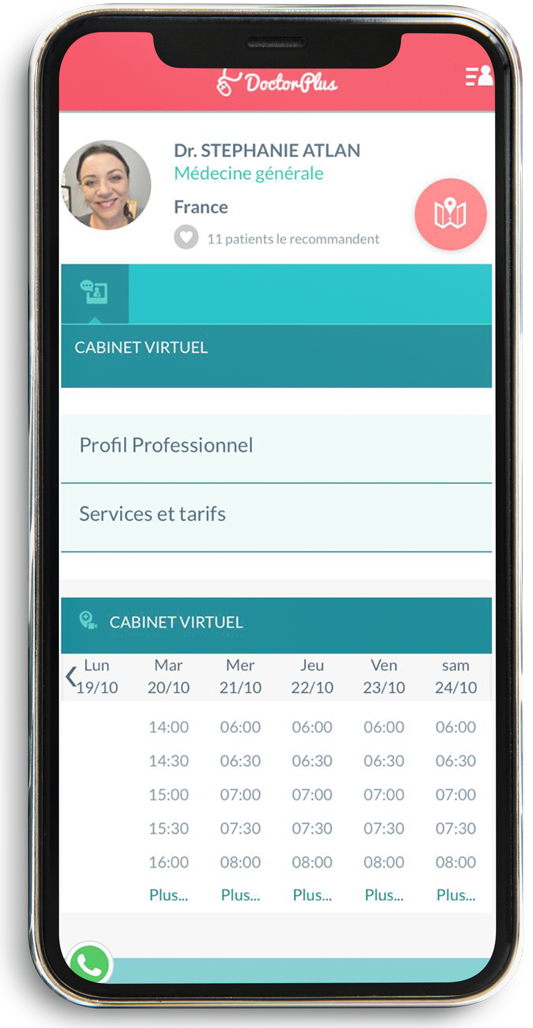 DoctorPlus
Dr. STEPHANIE ATLAN
Médecine générale
France
11 patients le recommandent
CABINET VIRTUEL
Profil Professionnel
Services et tarifs
CABINET VIRTUEL
Lun Mar Mer Jeu Ven sam
19/10 20/10 21/10 22/10 23/10 24/10
14:00 06:00 06:00 06:00 06:00
14:30 06:30 06:30 06:30 06:30
15:00 07:00 07:00 07:00 07:00
15:30 07:30 07:30 07:30 07:30
16:00 08:00 08:00 08:00 08:00
Plus... Plus... Plus... Plus... Plus...